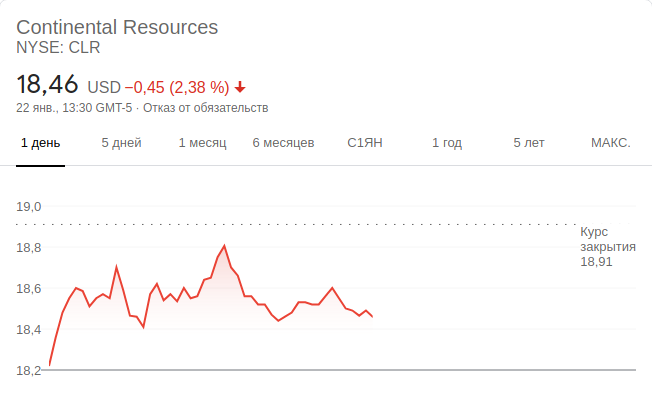 Continental Resources
NYSE: CLR
18,46 USD −0,45 (2,38 %)
22 янв., 13:30 GMT-5 · Отказ от обязательств
1 день 5 дней 1 месяц 6 месяцев С1ЯН 1 год 5 лет МАКС.
19,0
Курс
18,8 закрытия
18,91
18,6
18,4
18,2